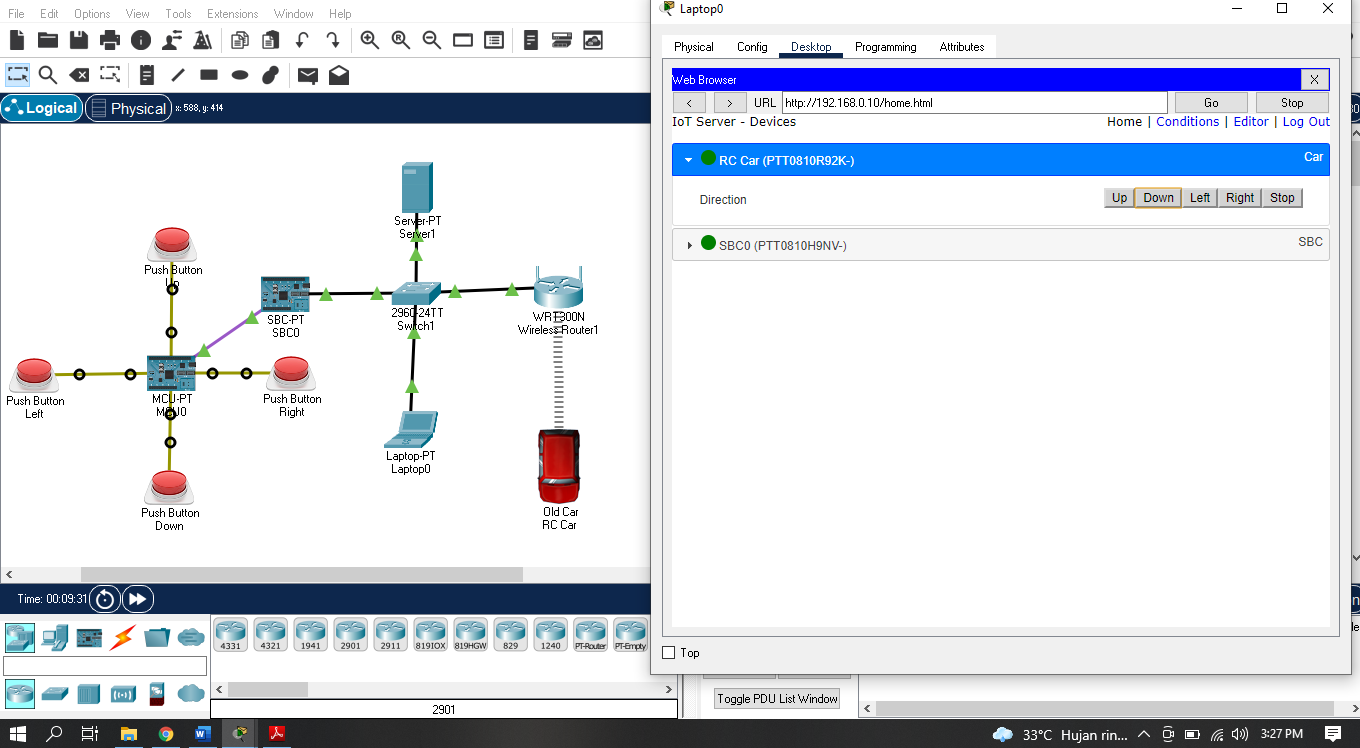 File Edit Options View Tools Extensions Window Help
Logical Physical x: 588, y: 414
Server-PT
Server1
Push Button
Up
SBC-PT
SBC0
2960-24TT
Switch1
WRT300N
Wireless Router1
Push Button
Left
MCU-PT
MCU0
Push Button
Right
Laptop-PT
Laptop0
Push Button
Down
Old Car
RC Car
Time: 00:09:31
4331 4321 1941 2901 2911 819IOX 819HGW 829 1240 PT-Router PT-Empty
2901
Laptop0
Physical Config Desktop Programming Attributes
Web Browser X
< > URL http://192.168.0.10/home.html Go Stop
IoT Server - Devices Home | Conditions | Editor | Log Out
RC Car (PTT0810R92K-) Car
Direction Up Down Left Right Stop
SBC0 (PTT0810H9NV-) SBC
Top
Toggle PDU List Window
33°C Hujan rin... 3:27 PM